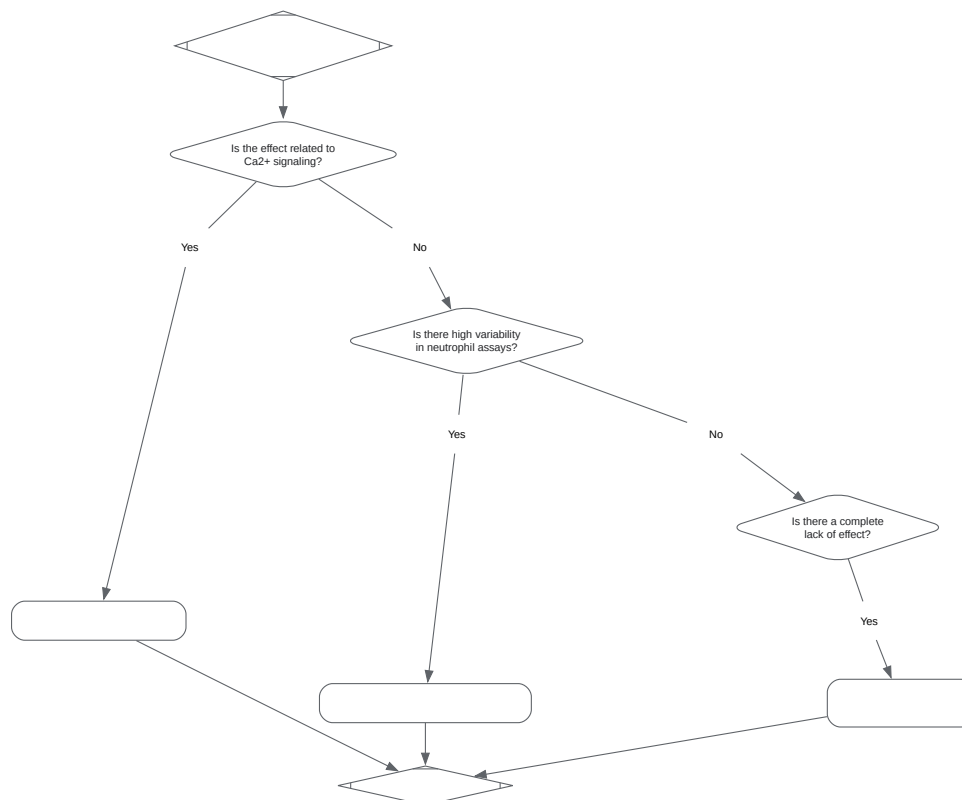 Is the effect related to
Ca2+ signaling?
Yes
No
Is there high variability
in neutrophil assays?
Yes
No
Is there a complete
lack of effect?
Yes